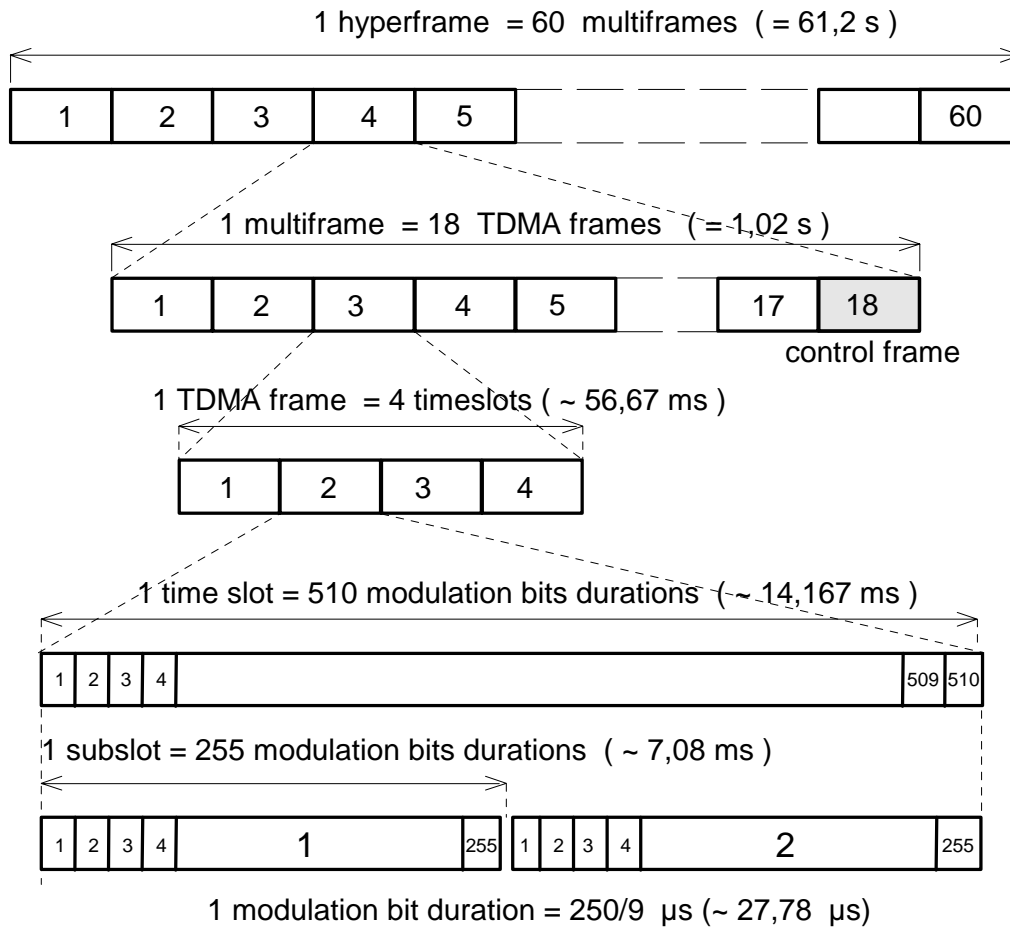 1 hyperframe = 60 multiframes ( = 61,2 s )
1 2 3 4 5 60
1 multiframe = 18 TDMA frames ( = 1,02 s )
1 2 3 4 5 17 18
control frame
1 TDMA frame = 4 timeslots ( ~ 56,67 ms )
1 2 3 4
1 time slot = 510 modulation bits durations ( ~ 14,167 ms )
1 2 3 4 509 510
1 subslot = 255 modulation bits durations ( ~ 7,08 ms )
1 2 3 4 1 255 1 2 3 4 2 255
1 modulation bit duration = 250/9 µs (~ 27,78 µs)